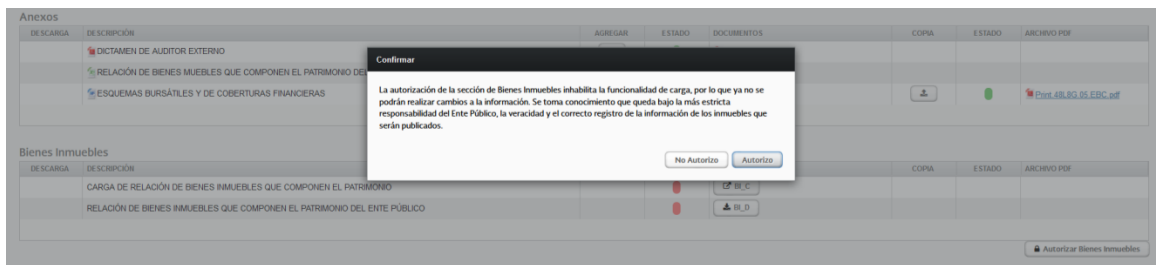 Anexos
DESCARGA DESCRIPCIÓN AGREGAR ESTADO DOCUMENTOS COPIA ESTADO ARCHIVO PDF
DICTAMEN DE AUDITOR EXTERNO
RELACIÓN DE BIENES MUEBLES QUE COMPONEN EL PATRIMONIO DEL
ESQUEMAS BURSÁTILES Y DE COBERTURAS FINANCIERAS
Print.48L8G.05.EBC.pdf
Confirmar
La autorización de la sección de Bienes Inmuebles inhabilita la funcionalidad de carga, por lo que ya no se
podrán realizar cambios a la información. Se toma conocimiento que queda bajo la más estricta
responsabilidad del Ente Público, la veracidad y el correcto registro de la información de los inmuebles que
serán publicados.
No Autorizo Autorizo
Bienes Inmuebles
DESCARGA DESCRIPCIÓN COPIA ESTADO ARCHIVO PDF
CARGA DE RELACIÓN DE BIENES INMUEBLES QUE COMPONEN EL PATRIMONIO BI_C
RELACIÓN DE BIENES INMUEBLES QUE COMPONEN EL PATRIMONIO DEL ENTE PÚBLICO BI_D
Autorizar Bienes Inmuebles